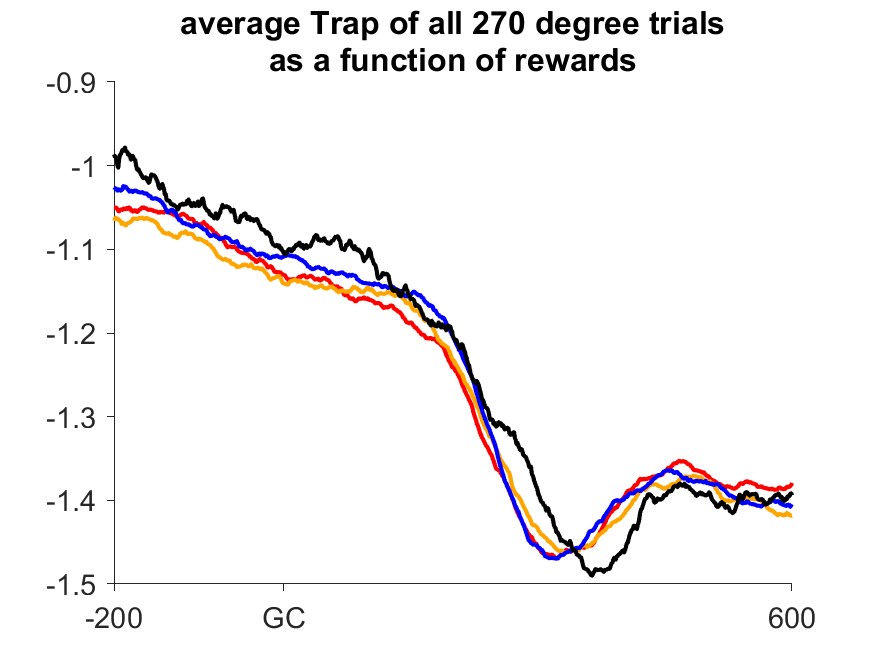 average Trap of all 270 degree trials
as a function of rewards
-0.9
-1
-1.1
-1.2
-1.3
-1.4
-1.5
-200 GC 600